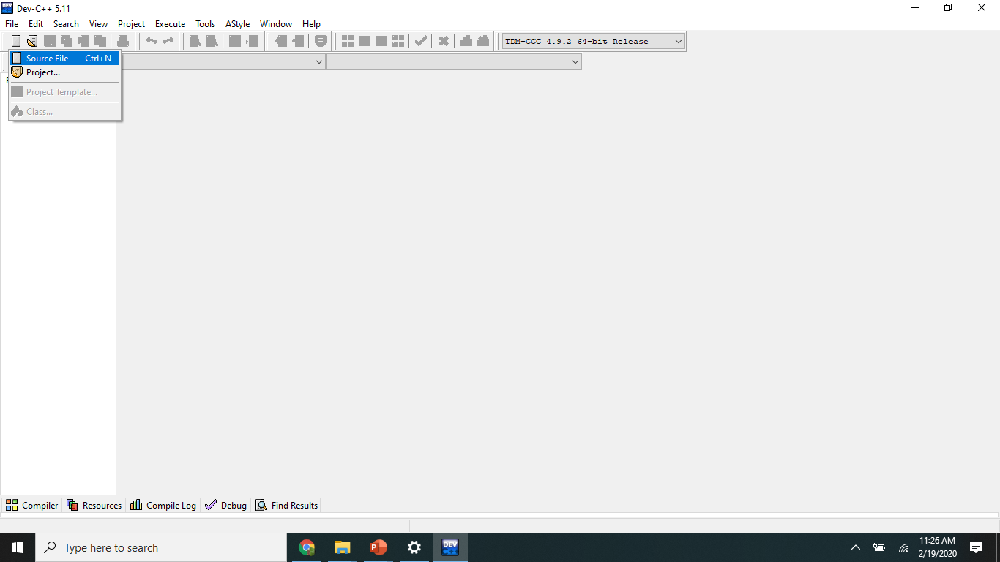 Dev-C++ 5.11
File Edit Search View Project Execute Tools AStyle Window Help
TDM-GCC 4.9.2 64-bit Release
Source File Ctrl+N
Project...
Project Template...
Class...
Compiler Resources Compile Log Debug Find Results
Type here to search
DEV
11:26 AM
2/19/2020